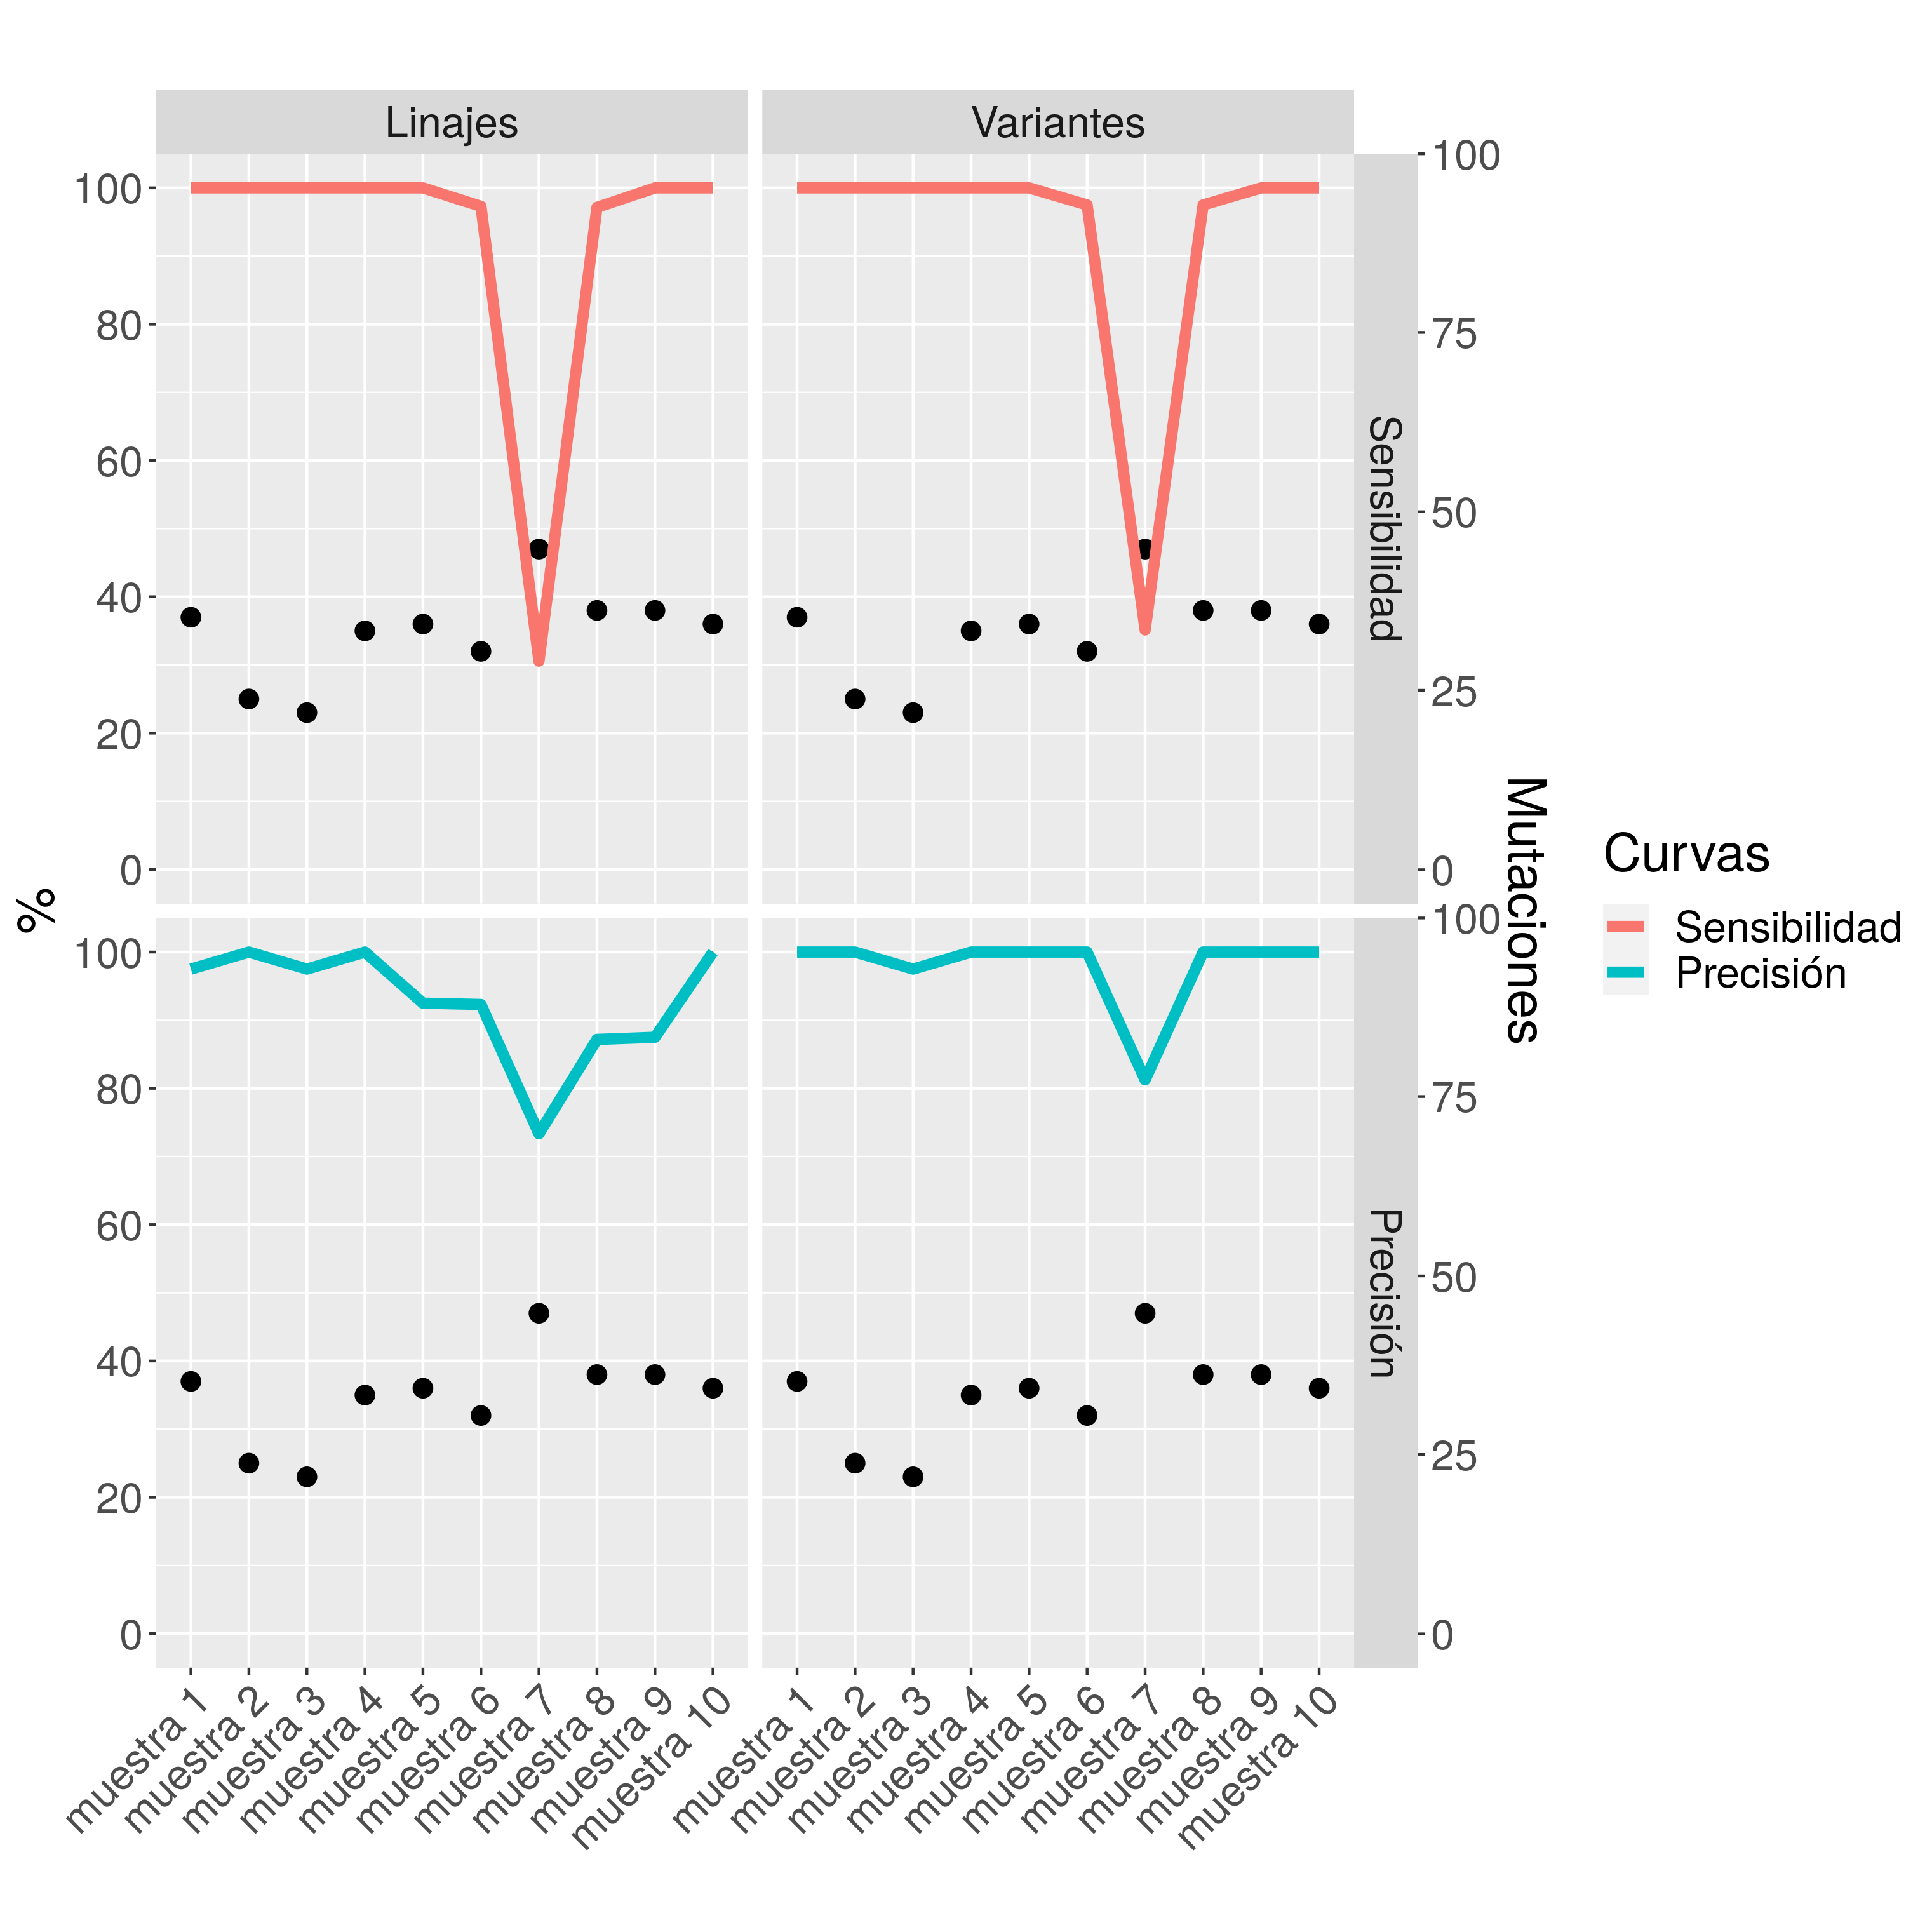 Linajes
Variantes
100
80
60
40
20
0
100
75
50
25
0
Sensibilidad
100
80
60
40
20
0
100
75
50
25
0
Precisión
%
Mutaciones
muestra 1
muestra 2
muestra 3
muestra 4
muestra 5
muestra 6
muestra 7
muestra 8
muestra 9
muestra 10
muestra 1
muestra 2
muestra 3
muestra 4
muestra 5
muestra 6
muestra 7
muestra 8
muestra 9
muestra 10
Curvas
Sensibilidad
Precisión